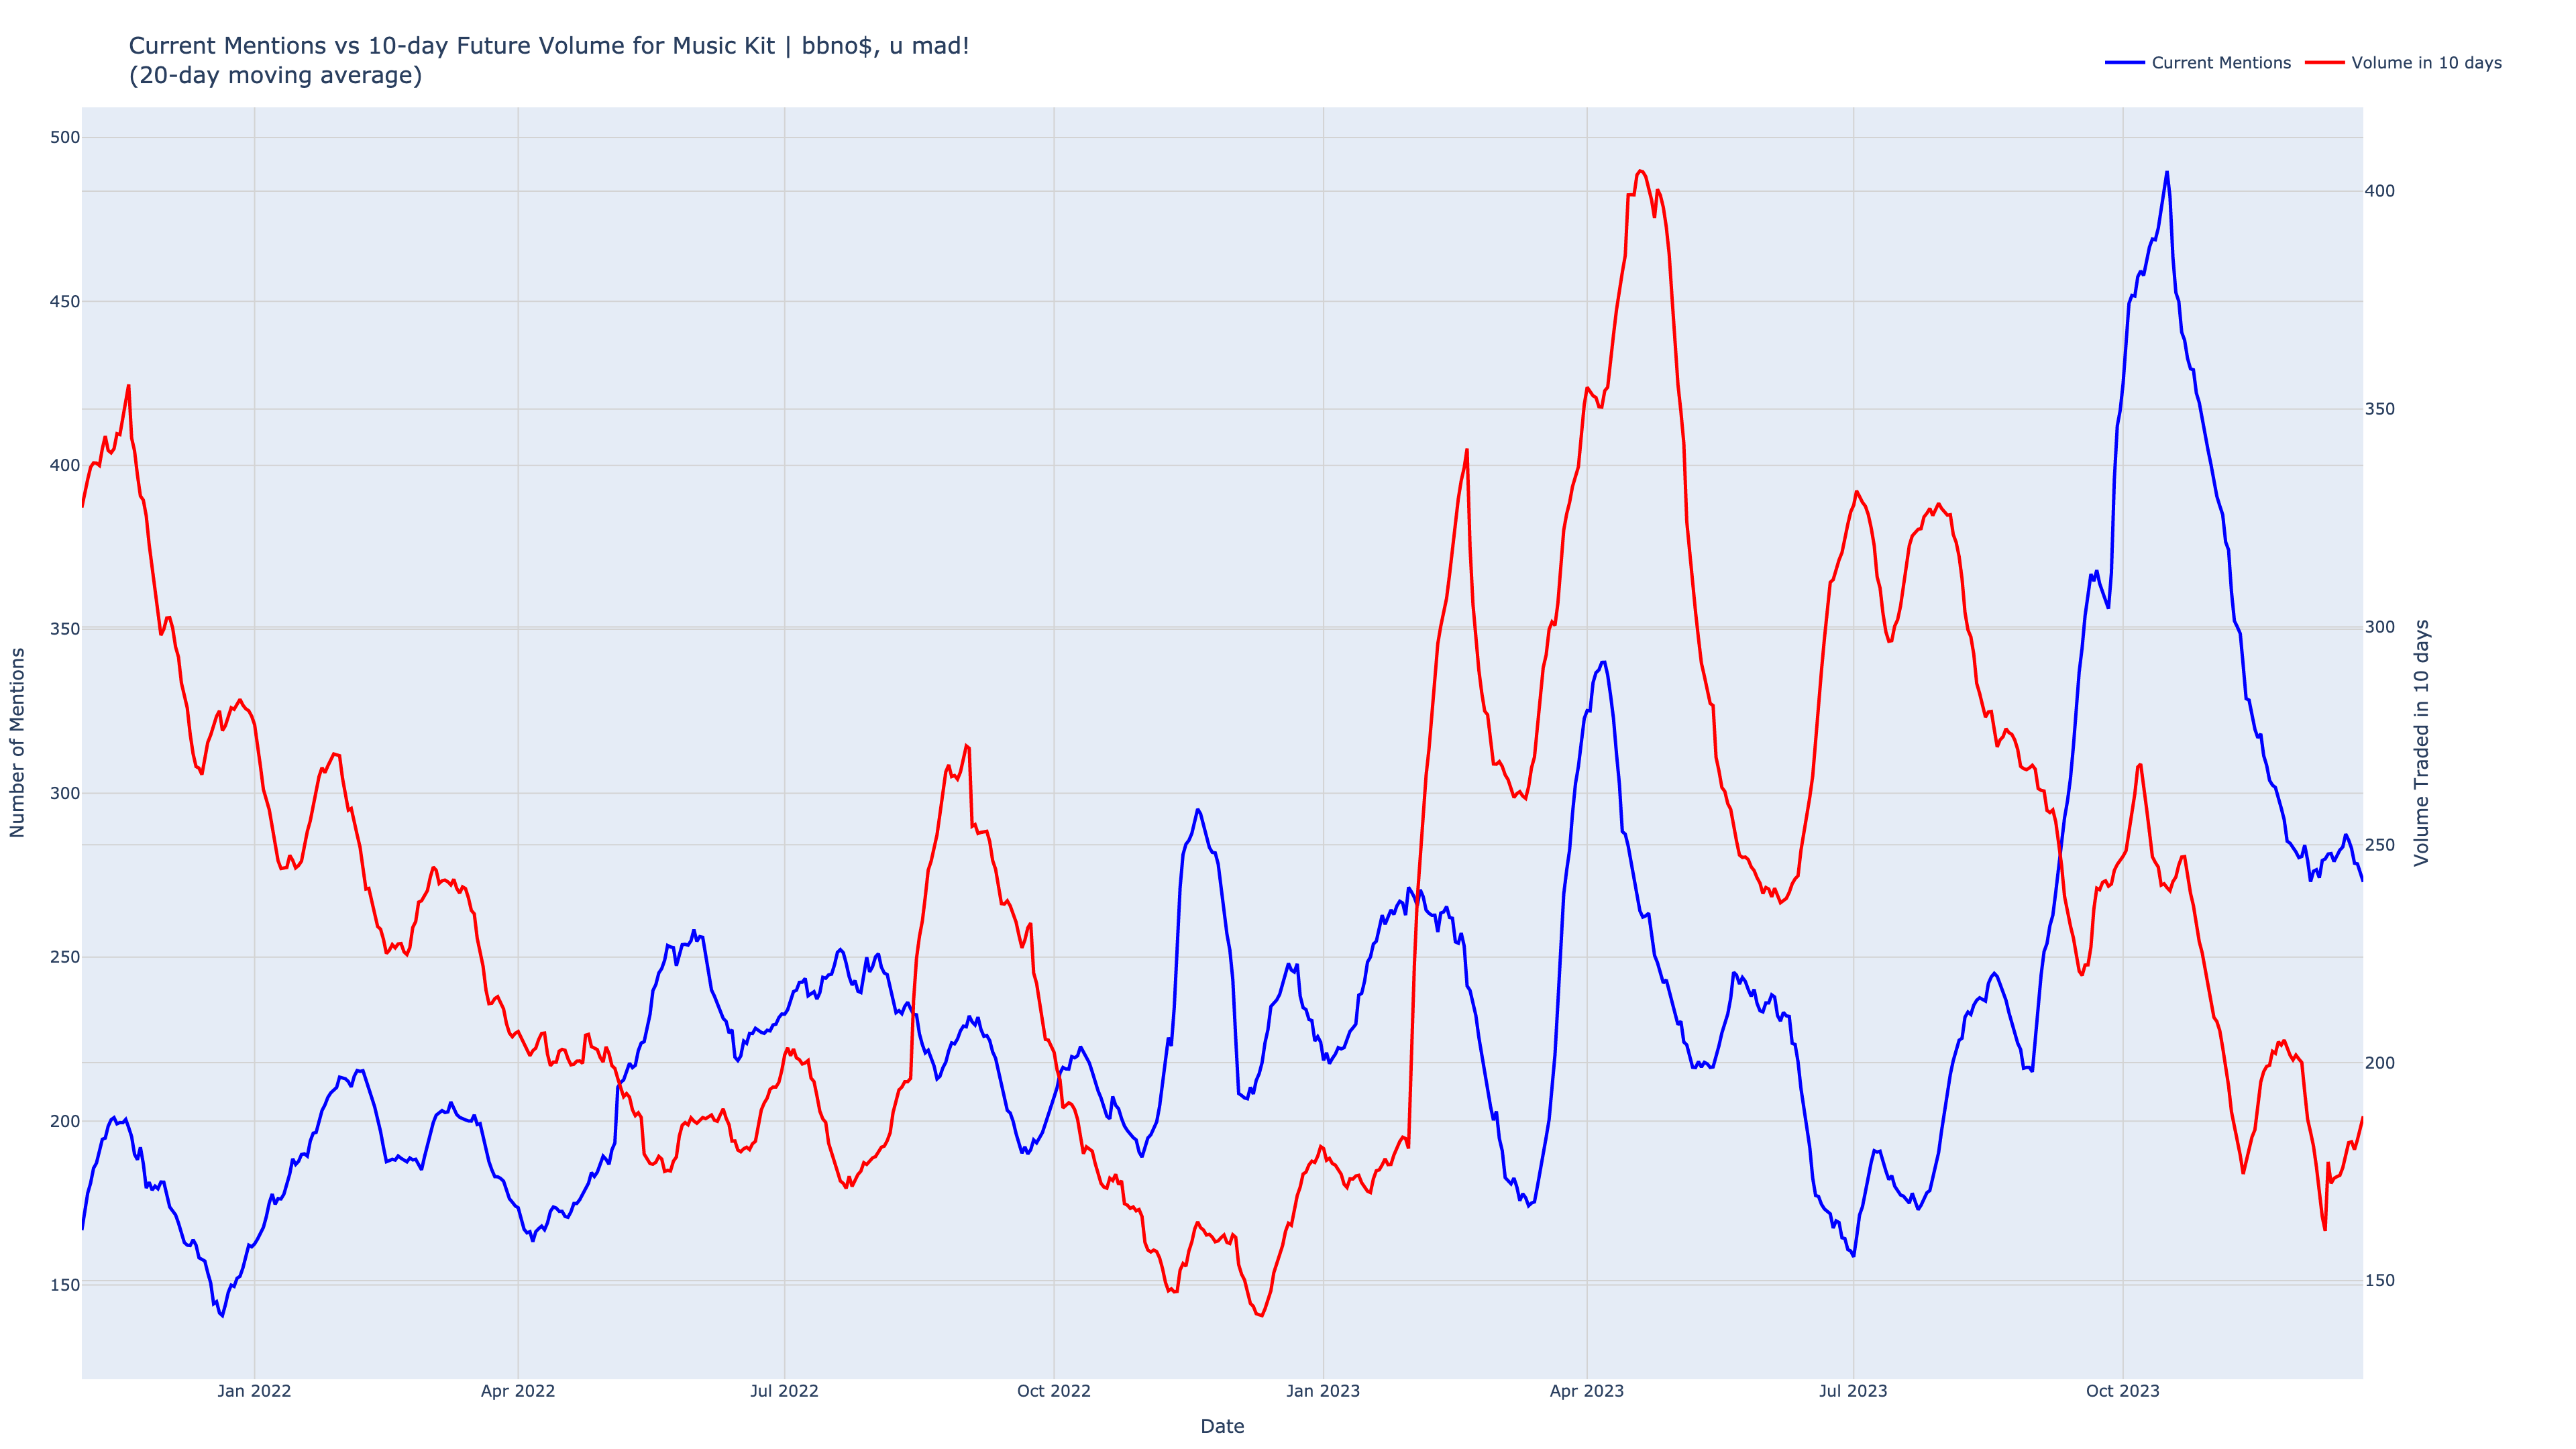 Current Mentions vs 10-day Future Volume for Music Kit | bbno$, u mad!
(20-day moving average)
Current Mentions
Volume in 10 days
500
450
400
350
300
250
200
150
Number of Mentions
400
350
300
250
200
150
Volume Traded in 10 days
Jan 2022
Apr 2022
Jul 2022
Oct 2022
Jan 2023
Apr 2023
Jul 2023
Oct 2023
Date